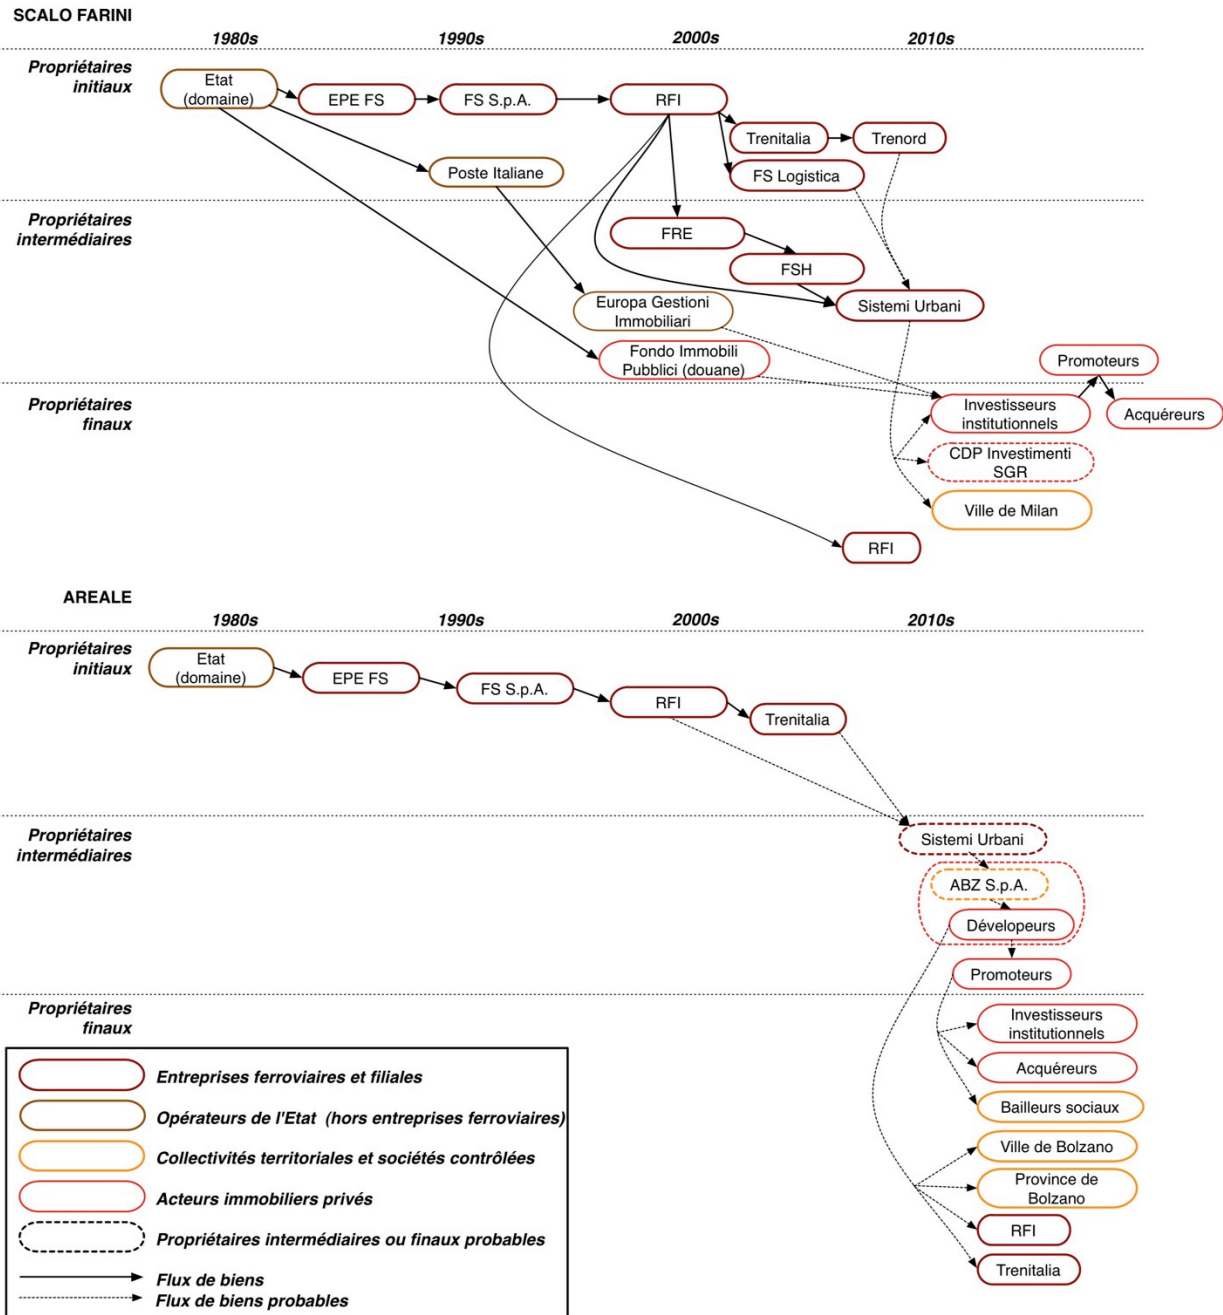 SCALO FARINI
1980s
1990s
2000s
2010s
Propriétaires
initiaux
Etat
(domaine)
EPE FS
FS S.p.A.
RFI
Trenitalia
Trenord
Poste Italiane
FS Logistica
Propriétaires
intermédiaires
FRE
FSH
Europa Gestioni
Immobiliari
Sistemi Urbani
Fondo Immobili
Pubblici (douane)
Promoteurs
Propriétaires
finaux
Investisseurs
institutionnels
Acquéreurs
CDP Investimenti
SGR
Ville de Milan
RFI
AREALE
1980s
1990s
2000s
2010s
Propriétaires
initiaux
Etat
(domaine)
EPE FS
FS S.p.A.
RFI
Trenitalia
Propriétaires
intermédiaires
Sistemi Urbani
ABZ S.p.A.
Dévelopeurs
Promoteurs
Propriétaires
finaux
Investisseurs
institutionnels
Acquéreurs
Bailleurs sociaux
Ville de Bolzano
Province de
Bolzano
RFI
Trenitalia
Entreprises ferroviaires et filiales
Opérateurs de l'Etat (hors entreprises ferroviaires)
Collectivités territoriales et sociétés contrôlées
Acteurs immobiliers privés
Propriétaires intermédiaires ou finaux probables
Flux de biens
Flux de biens probables